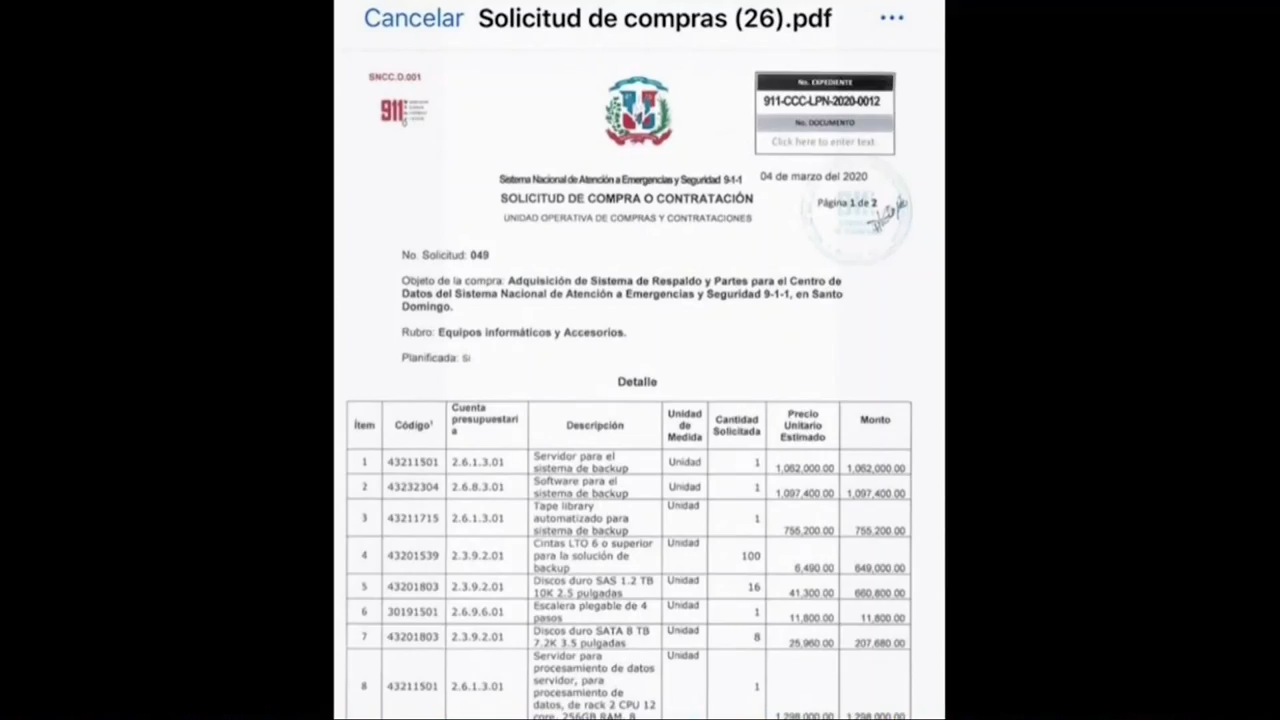 Cancelar Solicitud de compras (26).pdf ...
SNCC.D.001
911
No. EXPEDIENTE
911-CCC-LPN-2020-0012
No. DOCUMENTO
Click here to enter text
Sistema Nacional de Atención a Emergencias y Seguridad 9-1-1
04 de marzo del 2020
SOLICITUD DE COMPRA O CONTRATACIÓN
Página 1 de 2
UNIDAD OPERATIVA DE COMPRAS Y CONTRATACIONES
No. Solicitud: 049
Objeto de la compra: Adquisición de Sistema de Respaldo y Partes para el Centro de
Datos del Sistema Nacional de Atención a Emergencias y Seguridad 9-1-1, en Santo
Domingo.
Rubro: Equipos informáticos y Accesorios.
Planificada: Si
Detalle
Ítem Código¹ Cuenta presupuestari a Descripción Unidad de Medida Cantidad Solicitada Precio Unitario Estimado Monto
1 43211501 2.6.1.3.01 Servidor para el sistema de backup Unidad 1 1,062,000.00 1,062,000.00
2 43232304 2.6.8.3.01 Software para el sistema de backup Unidad 1 1,097,400.00 1,097,400.00
3 43211715 2.6.1.3.01 Tape library automatizado para sistema de backup Unidad 1 755,200.00 755,200.00
4 43201539 2.3.9.2.01 Cintas LTO 6 o superior para la solución de backup Unidad 100 6,490.00 649,000.00
5 43201803 2.3.9.2.01 Discos duro SAS 1.2 TB 10K 2.5 pulgadas Unidad 16 41,300.00 660,800.00
6 30191501 2.6.9.6.01 Escalera plegable de 4 pasos Unidad 1 11,800.00 11,800.00
7 43201803 2.3.9.2.01 Discos duro SATA 8 TB 7.2K 3.5 pulgadas Unidad 8 25,960.00 207,680.00
8 43211501 2.6.1.3.01 Servidor para procesamiento de datos servidor, para procesamiento de datos, de rack 2 CPU 12 core, 256GB RAM, 8 Unidad 1 1,298,000.00 1,298,000.00